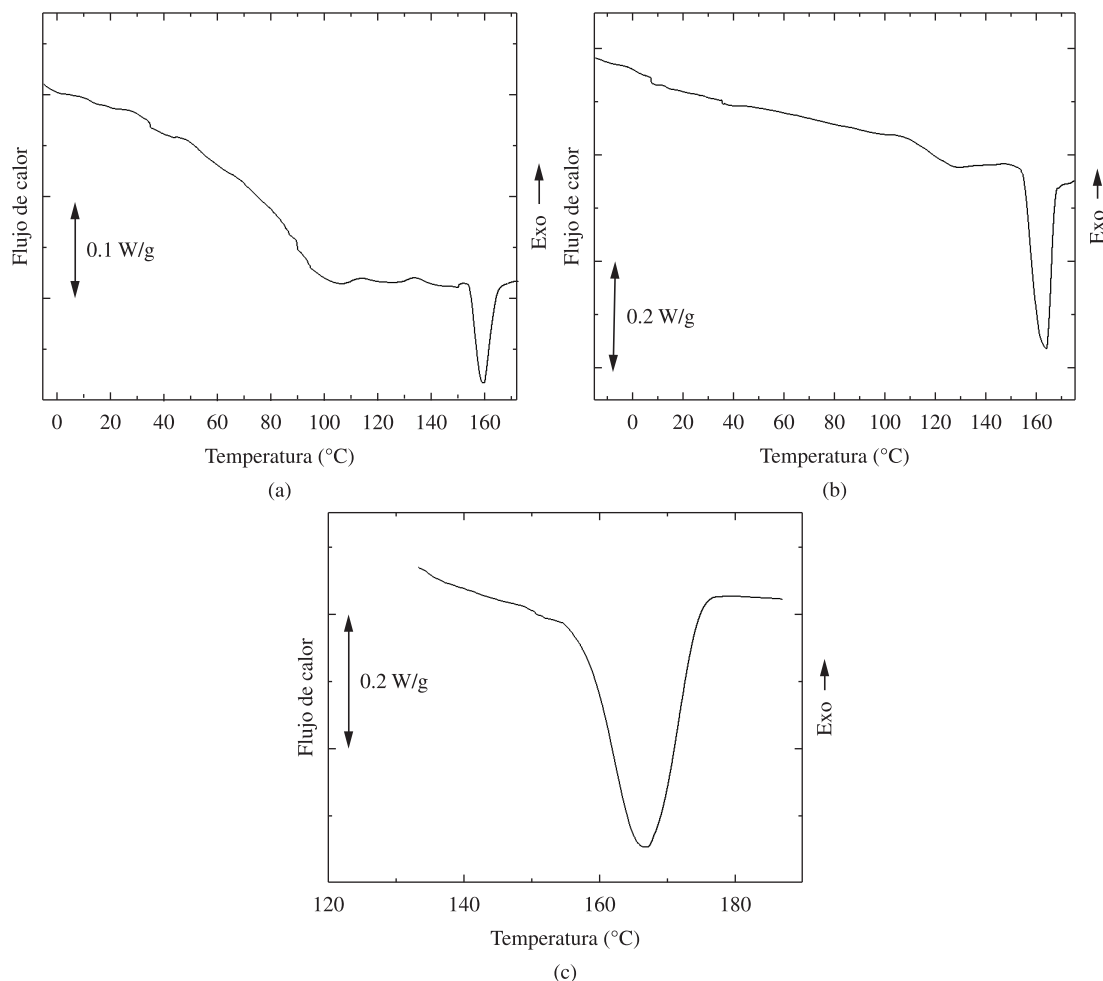 Flujo de calor
0.1 W/g
Exo
0 20 40 60 80 100 120 140 160
Temperatura (°C)
(a)
Flujo de calor
0.2 W/g
Exo
0 20 40 60 80 100 120 140 160
Temperatura (°C)
(b)
Flujo de calor
0.2 W/g
Exo
120 140 160 180
Temperatura (°C)
(c)